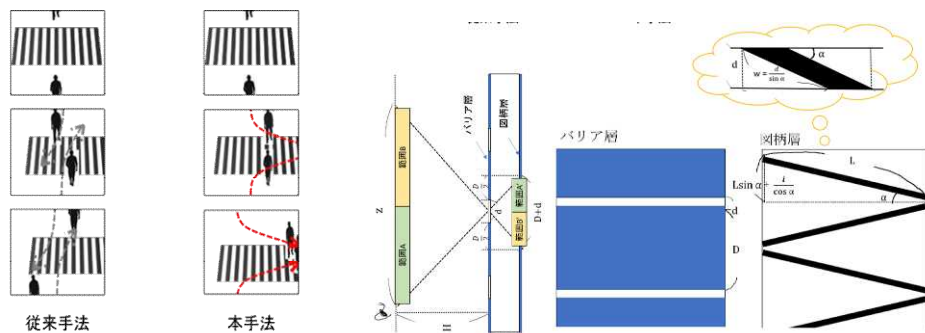 従来手法
本手法
バリア層
図柄層
範囲B
範囲A
範囲A'
範囲B'
Z
H
D
d
D
D+d
バリア層
d
D
図柄層
L
Lsin α + i/cos α
α
d
α